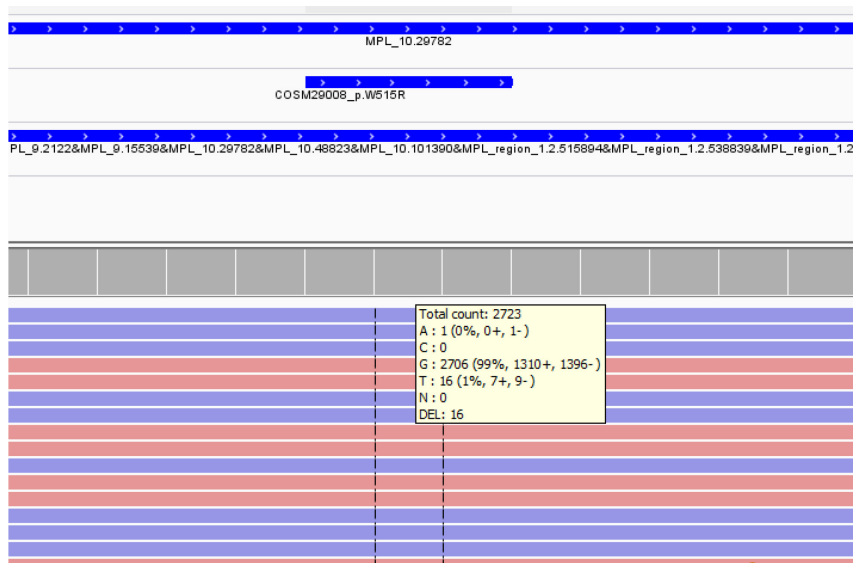 MPL_10.29782
COSM29008_p.W515R
PL_9.2122&MPL_9.15539&MPL_10.29782&MPL_10.48823&MPL_10.101390&MPL_region_1.2.515894&MPL_region_1.2.538839&MPL_region_1.2
Total count: 2723
A : 1 (0%, 0+, 1- )
C : 0
G : 2706 (99%, 1310+, 1396- )
T : 16 (1%, 7+, 9- )
N : 0
DEL: 16